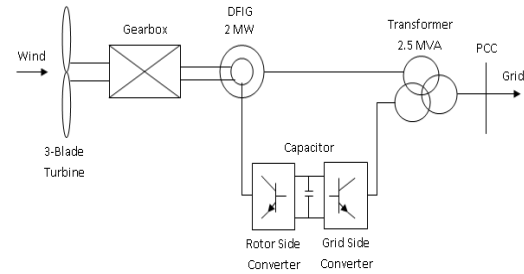 DFIG
2 MW
Gearbox
Transformer
2.5 MVA
PCC
Wind
Grid
3-Blade
Turbine
Capacitor
Rotor Side
Converter
Grid Side
Converter